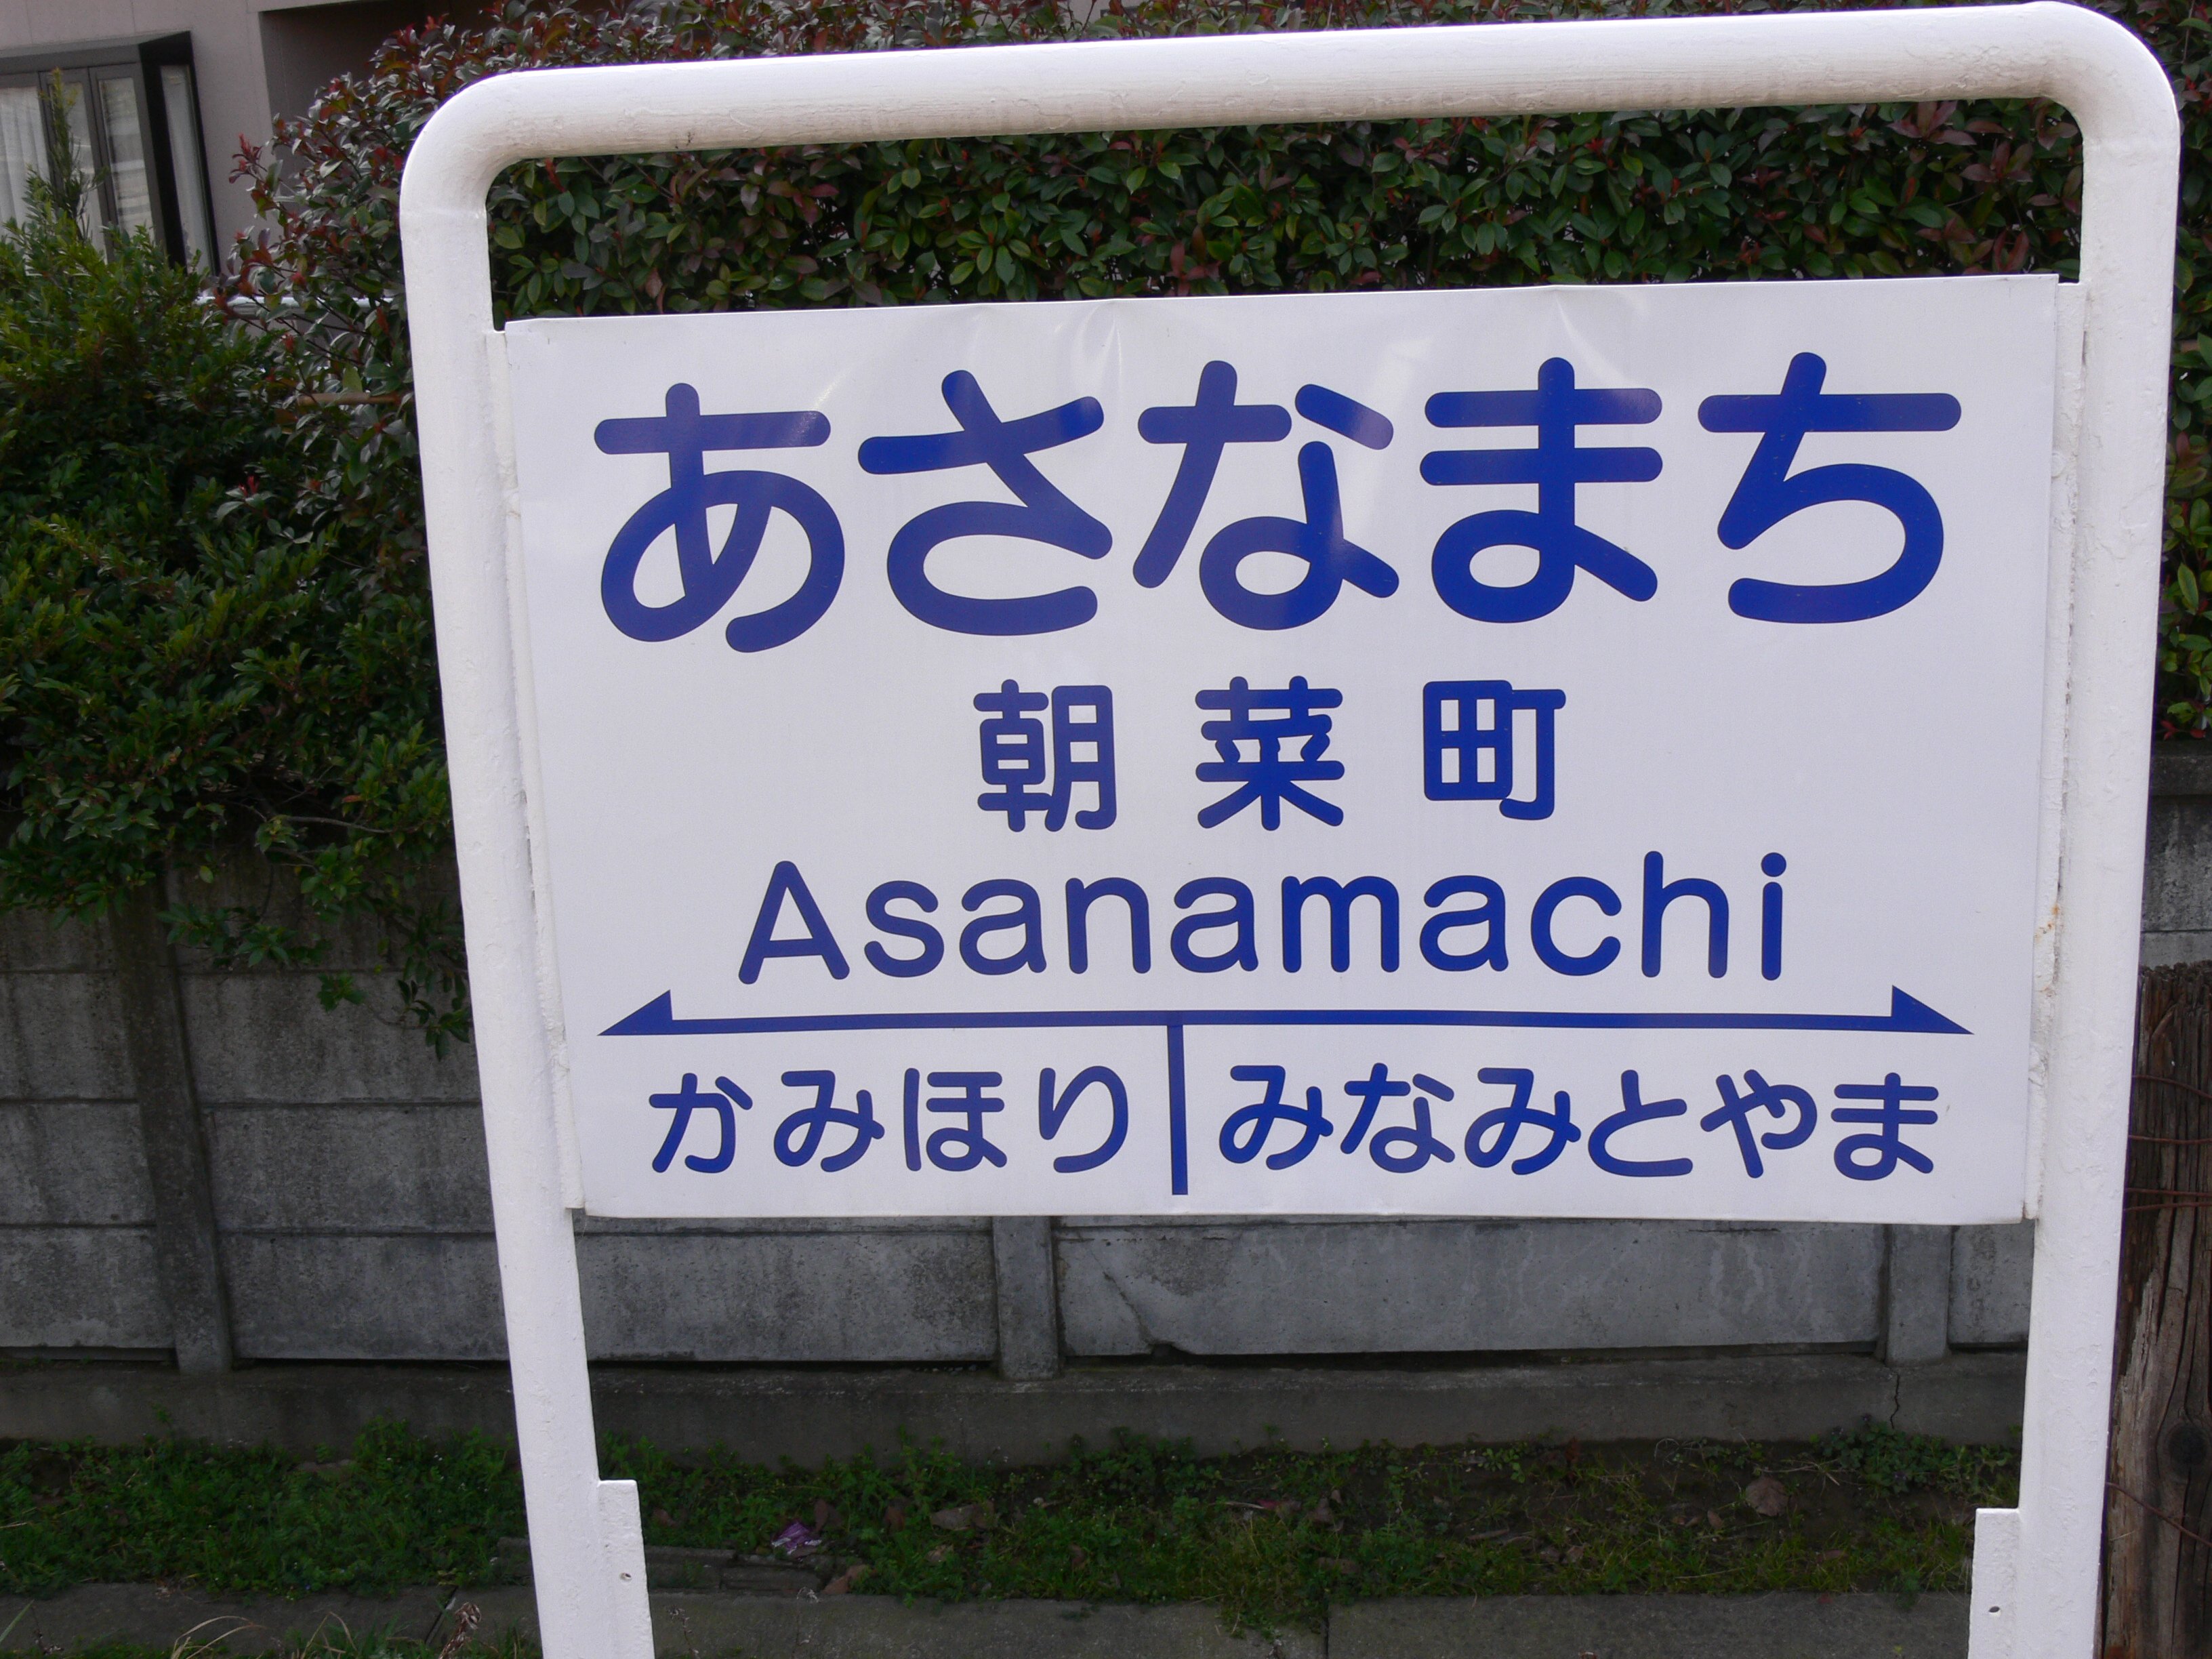 あさなまち
朝菜町
Asanamachi
かみほり みなみとやま